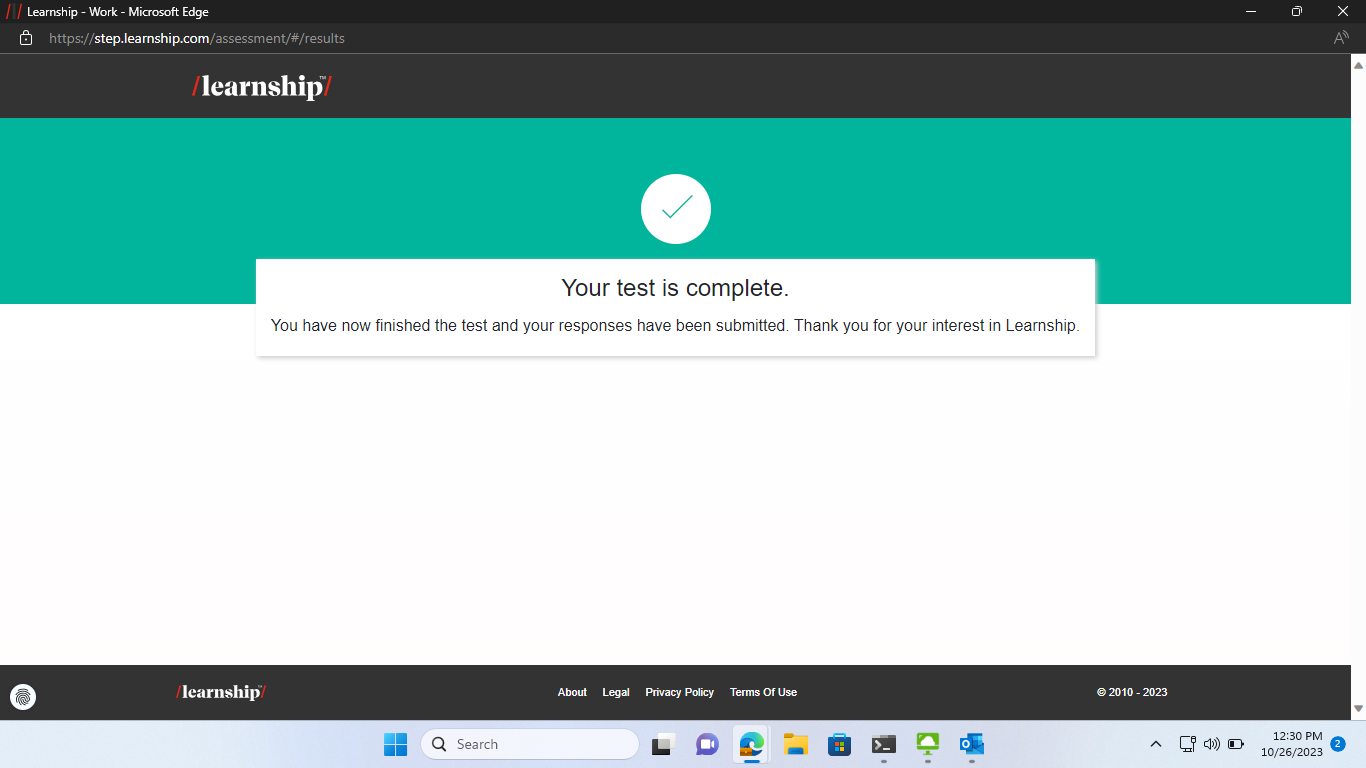 Learnship - Work - Microsoft Edge
https://step.learnship.com/assessment/#/results
/learnship™/
Your test is complete.
You have now finished the test and your responses have been submitted. Thank you for your interest in Learnship.
/learnship™/ About Legal Privacy Policy Terms Of Use © 2010 - 2023
Search
12:30 PM
10/26/2023
2